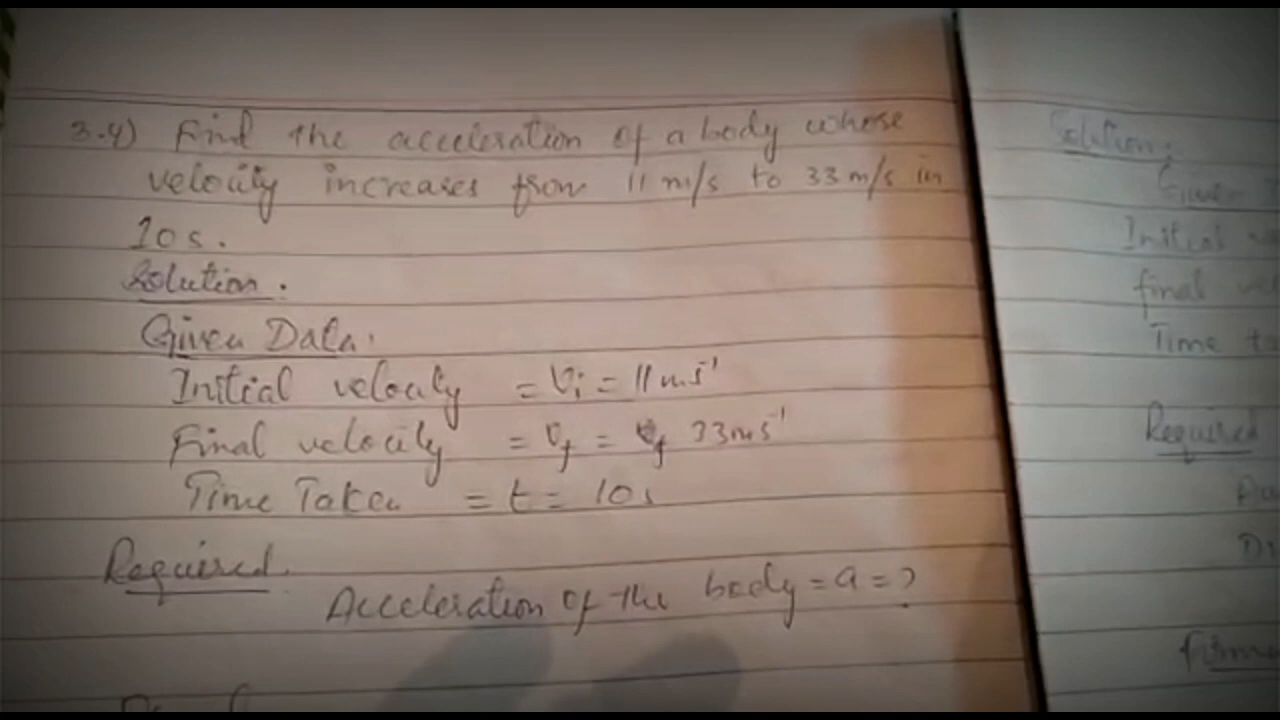 3.4) Find the acceleration of a body whose
velocity increases from 11 m/s to 33 m/s in
10 s.
Solution.
Given Data.
Initial velocity = Vi = 11 ms⁻¹
Final velocity = Vf = 33 ms⁻¹
Time Taken = t = 10 s
Required.
Acceleration of the body = a = ?
Solution:
Given
Initial
final
Time
Required